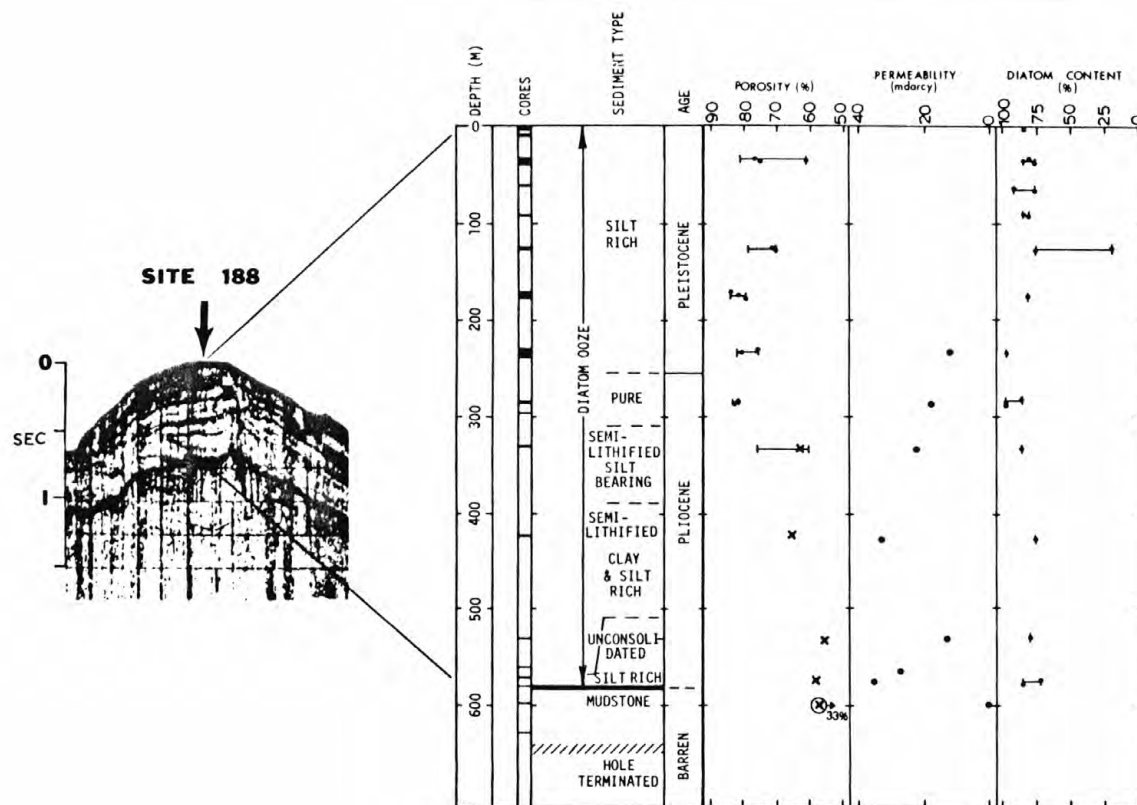 SITE 188
0
SEC
1
DEPTH (M)
CORES
SEDIMENT TYPE
AGE
POROSITY (%)
PERMEABILITY
(mdarcy)
DIATOM CONTENT
(%)
90
80
70
60
50
20
0
100
75
50
25
0
0
100
200
300
400
500
600
DIATOM OOZE
SILT
RICH
PURE
SEMI-
LITHIFIED
SILT
BEARING
SEMI-
LITHIFIED
CLAY
& SILT
RICH
UNCONSOLI-
DATED
SILT RICH
MUDSTONE
HOLE
TERMINATED
PLEISTOCENE
PLIOCENE
BARREN
33%